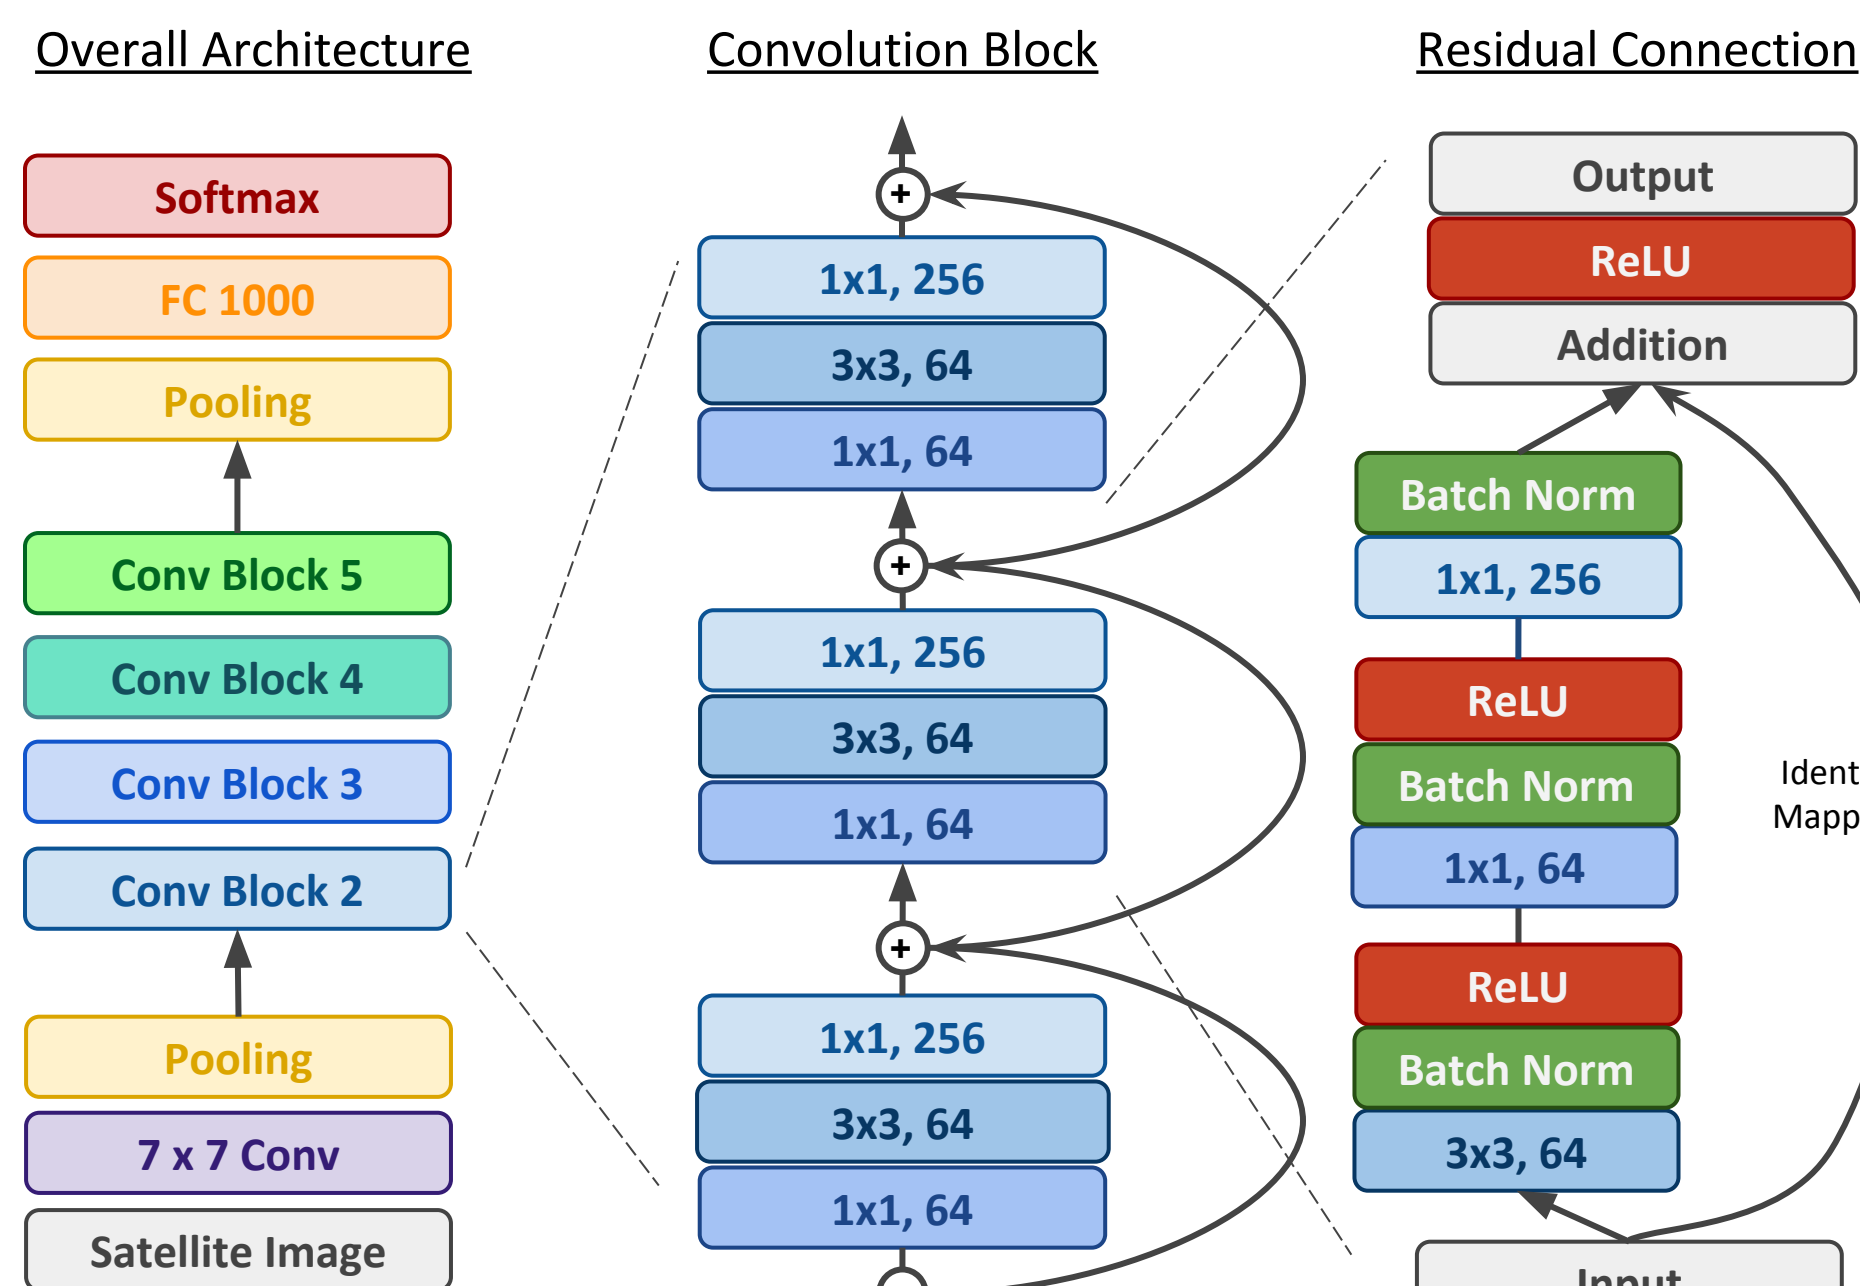 Overall Architecture
Softmax
FC 1000
Pooling
Conv Block 5
Conv Block 4
Conv Block 3
Conv Block 2
Pooling
7 x 7 Conv
Satellite Image
Convolution Block
+
1x1, 256
3x3, 64
1x1, 64
+
1x1, 256
3x3, 64
1x1, 64
+
1x1, 256
3x3, 64
1x1, 64
Residual Connection
Output
ReLU
Addition
Batch Norm
1x1, 256
ReLU
Batch Norm
1x1, 64
ReLU
Batch Norm
3x3, 64
Ident
Mapp
Input